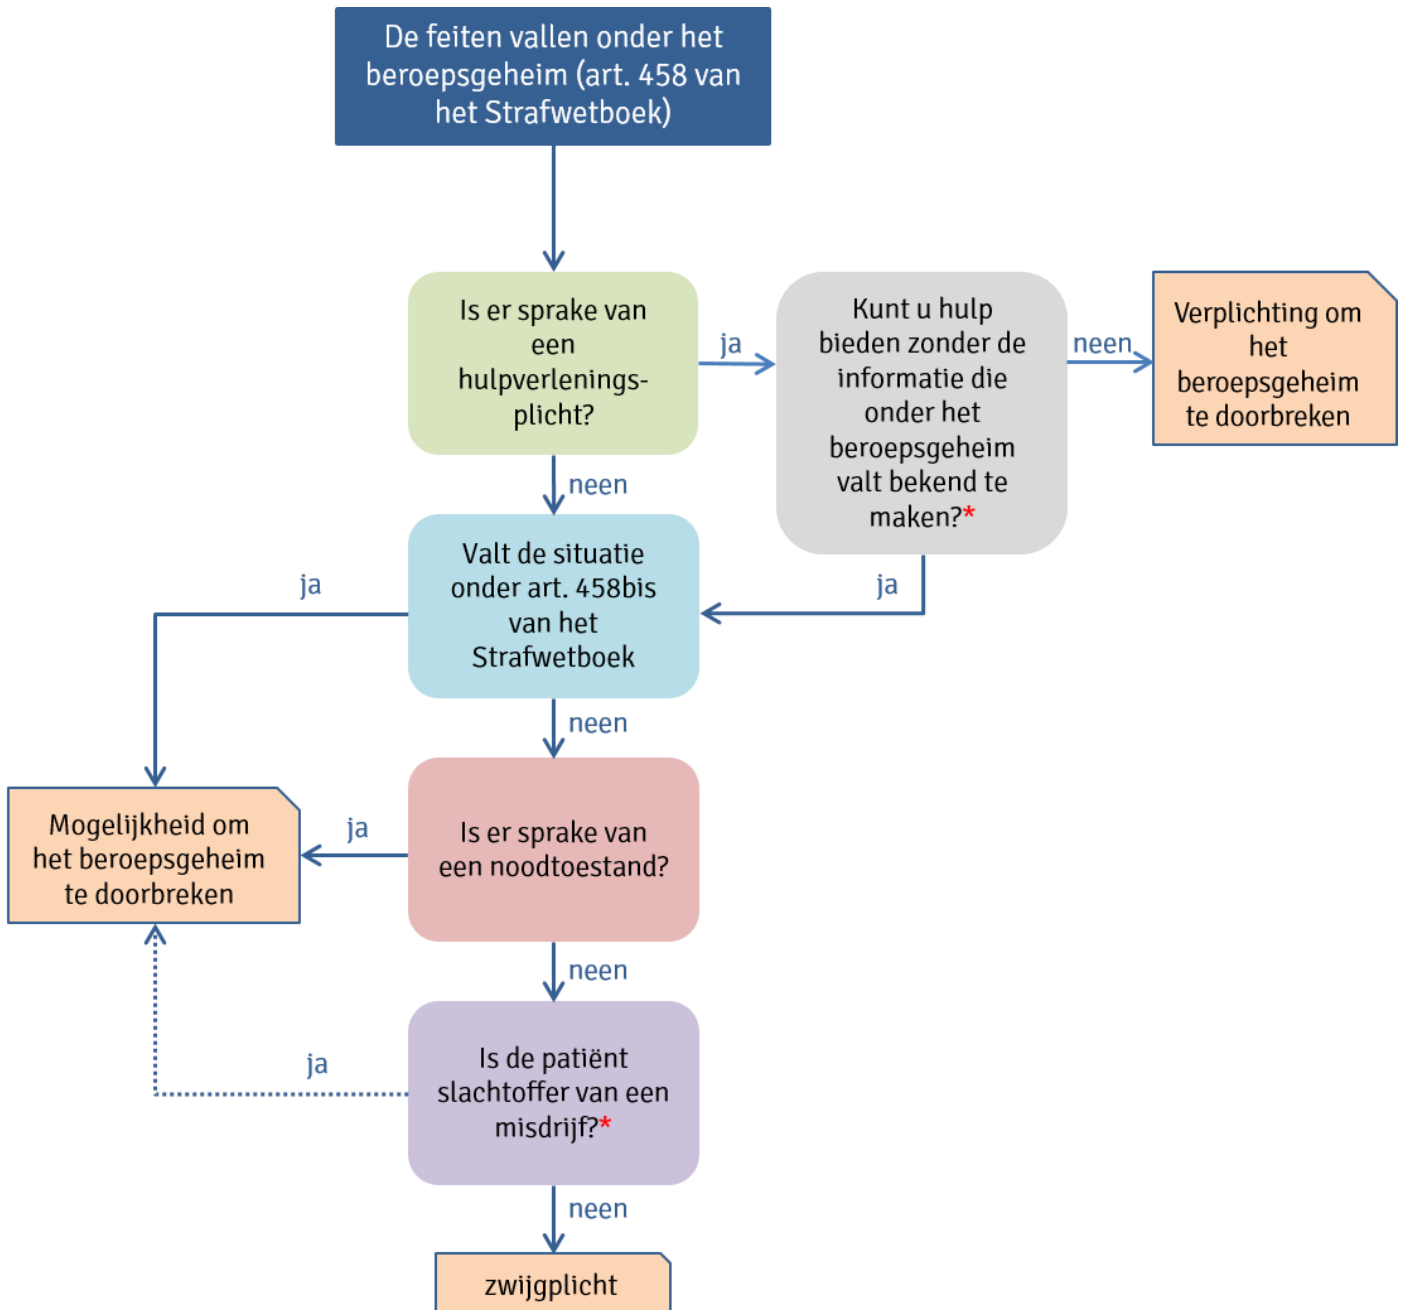 De feiten vallen onder het
beroepsgeheim (art. 458 van
het Strafwetboek)
Is er sprake van
een
hulpverlenings-
plicht?
ja
Kunt u hulp
bieden zonder de
informatie die
onder het
beroepsgeheim
valt bekend te
maken?*
neen
Verplichting om
het
beroepsgeheim
te doorbreken
neen
ja
Valt de situatie
onder art. 458bis
van het
Strafwetboek
ja
neen
Mogelijkheid om
het beroepsgeheim
te doorbreken
ja
Is er sprake van
een noodtoestand?
neen
ja
Is de patiënt
slachtoffer van een
misdrijf?*
neen
zwijgplicht